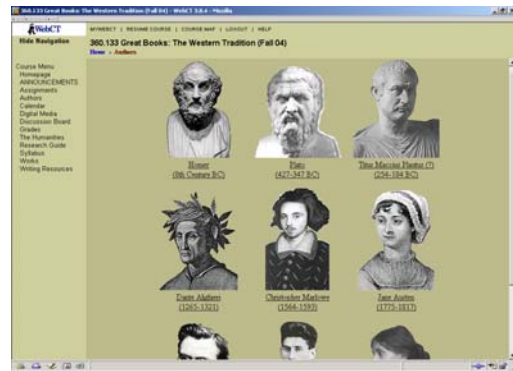 360.133 Great Books: The Western Tradition (Fall 04) - WebCT 3.8.4 - Mozilla
WebCT
MYWEBCT | RESUME COURSE | COURSE MAP | LOGOUT | HELP
Hide Navigation
360.133 Great Books: The Western Tradition (Fall 04)
Home > Authors
Course Menu
Homepage
ANNOUNCEMENTS
Assignments
Authors
Calendar
Digital Media
Discussion Board
Grades
The Humanities
Research Guide
Syllabus
Works
Writing Resources
Homer
(8th Century BC)
Plato
(427-347 BC)
Titus Maccius Plautus (?)
(254-184 BC)
Dante Alighieri
(1265-1321)
Christopher Marlowe
(1564-1593)
Jane Austen
(1775-1817)